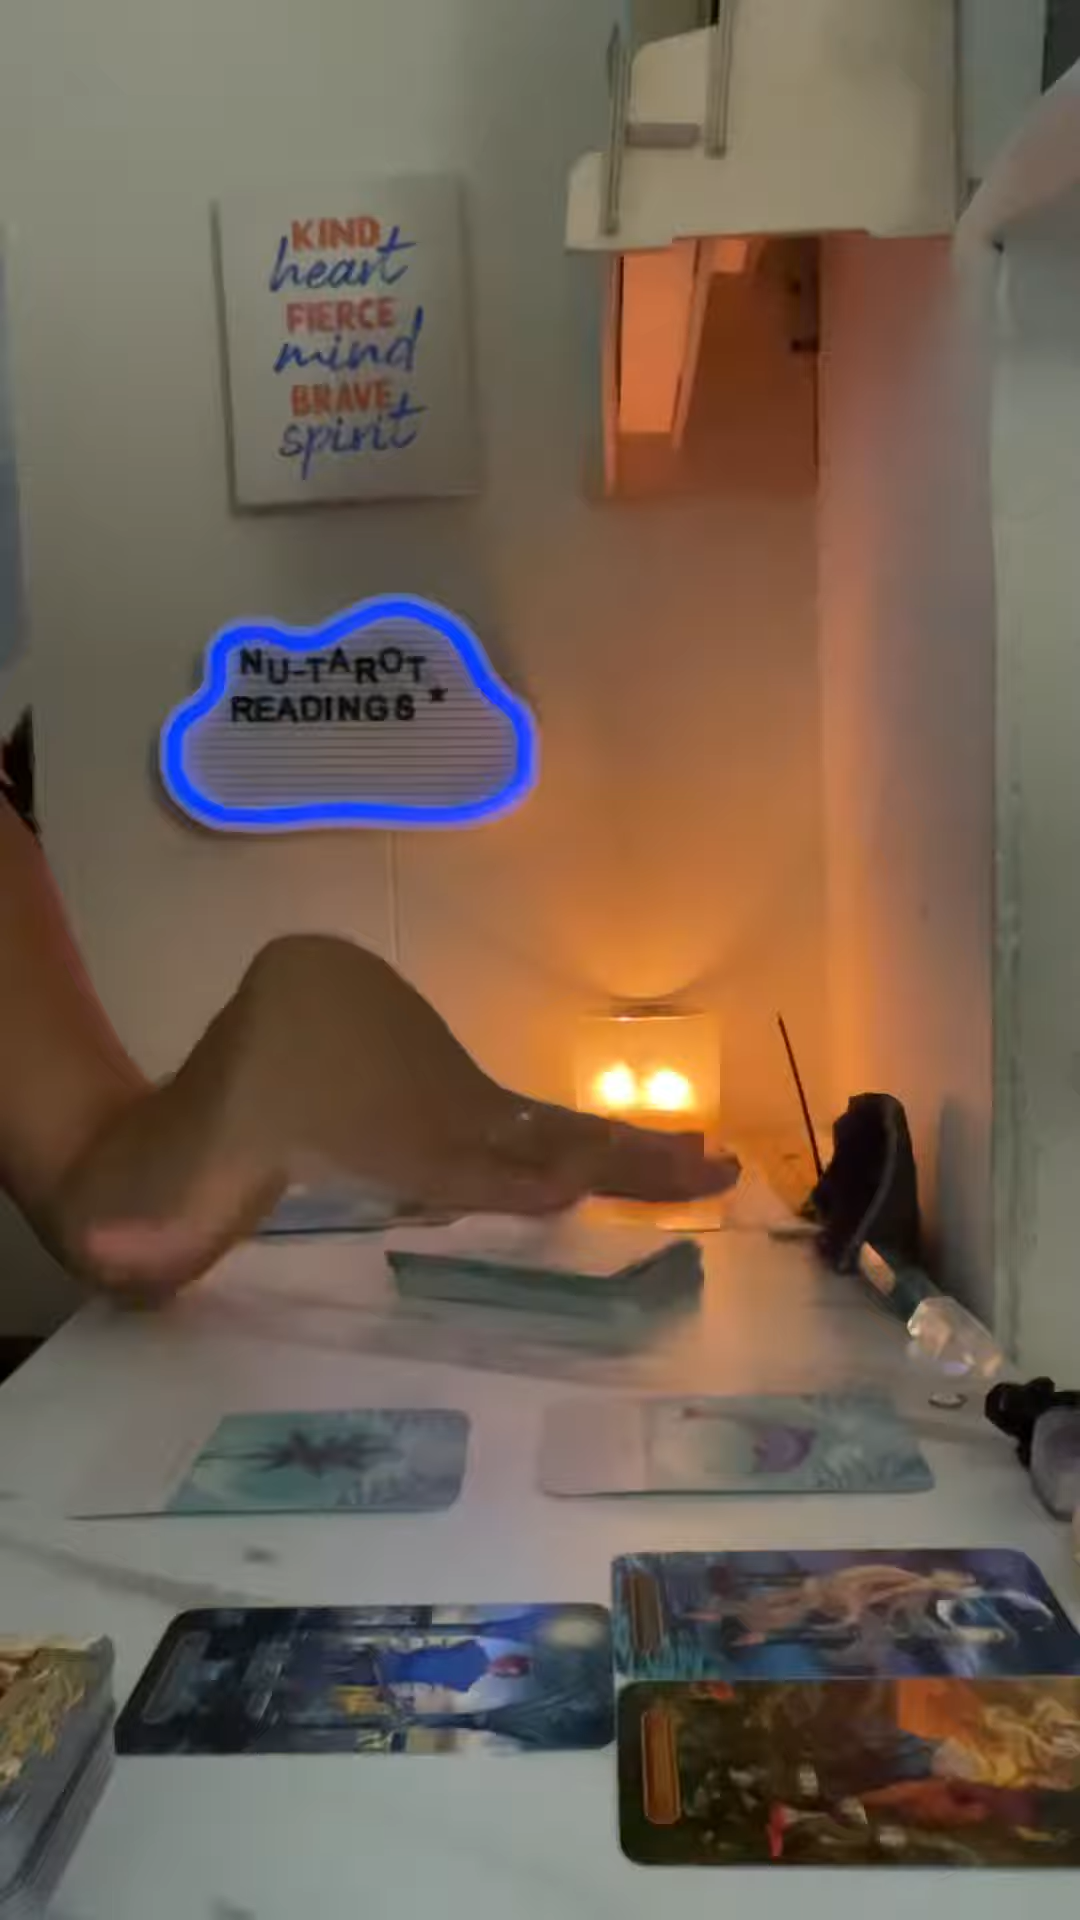 KIND
heart
FIERCE
mind
BRAVE
spirit
NU-TAROT
READINGS★